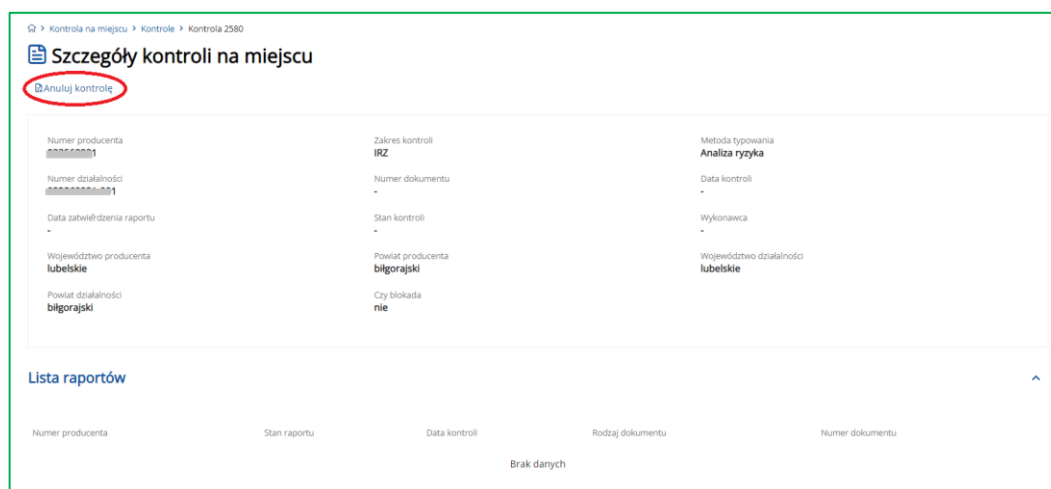 Kontrola na miejscu > Kontrole > Kontrola 2580
Szczegóły kontroli na miejscu
Anuluj kontrolę
Numer producenta Zakres kontroli Metoda typowania
1 IRZ Analiza ryzyka
Numer działalności Numer dokumentu Data kontroli
1 - -
Data zatwierdzenia raportu Stan kontroli Wykonawca
- - -
Województwo producenta Powiat producenta Województwo działalności
lubelskie biłgorajski lubelskie
Powiat działalności Czy blokada
biłgorajski nie
Lista raportów
Numer producenta Stan raportu Data kontroli Rodzaj dokumentu Numer dokumentu
Brak danych